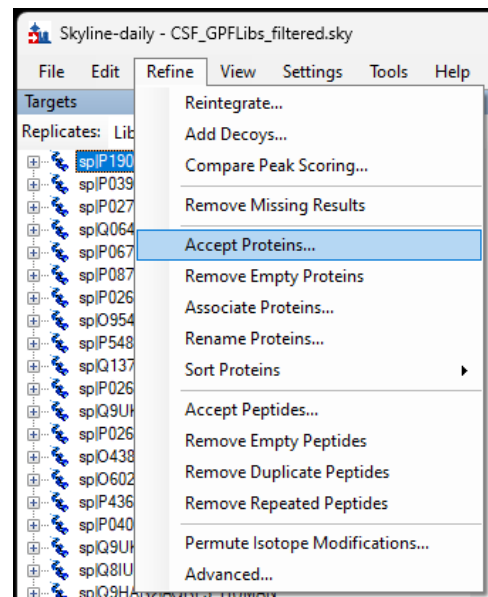 Skyline-daily - CSF_GPFLibs_filtered.sky
File Edit Refine View Settings Tools Help
Targets
Replicates: Lib
Reintegrate...
Add Decoys...
Compare Peak Scoring...
Remove Missing Results
Accept Proteins...
Remove Empty Proteins
Associate Proteins...
Rename Proteins...
Sort Proteins
Accept Peptides...
Remove Empty Peptides
Remove Duplicate Peptides
Remove Repeated Peptides
Permute Isotope Modifications...
Advanced...
sp|P190
sp|P039
sp|P027
sp|Q064
sp|P067
sp|P087
sp|P026
sp|O954
sp|P548
sp|Q137
sp|P026
sp|Q9UH
sp|P026
sp|O438
sp|O602
sp|P436
sp|P040
sp|Q9UH
sp|Q8IU